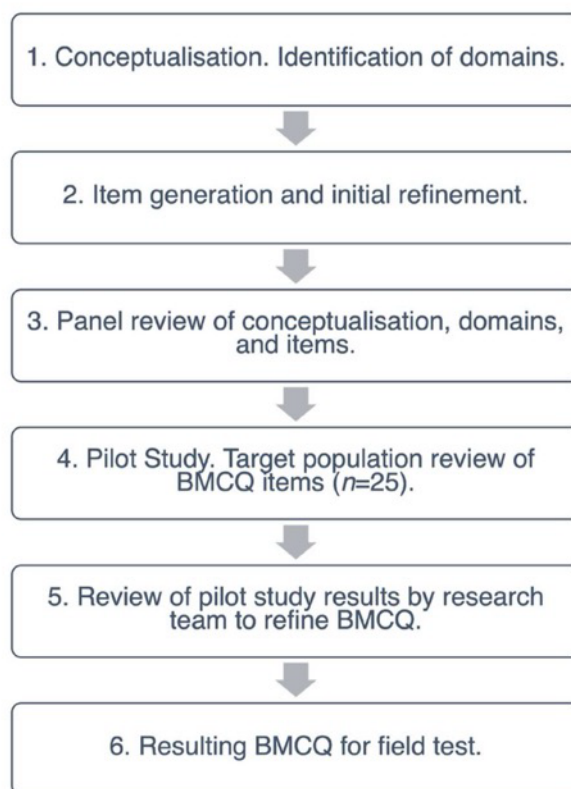 1. Conceptualisation. Identification of domains.
2. Item generation and initial refinement.
3. Panel review of conceptualisation, domains,
and items.
4. Pilot Study. Target population review of
BMCQ items (n=25).
5. Review of pilot study results by research
team to refine BMCQ.
6. Resulting BMCQ for field test.